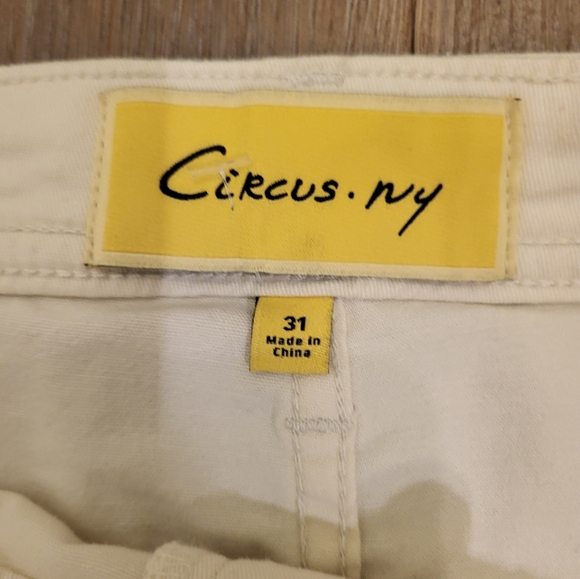 CiRCUS. NY
31
Made in
China